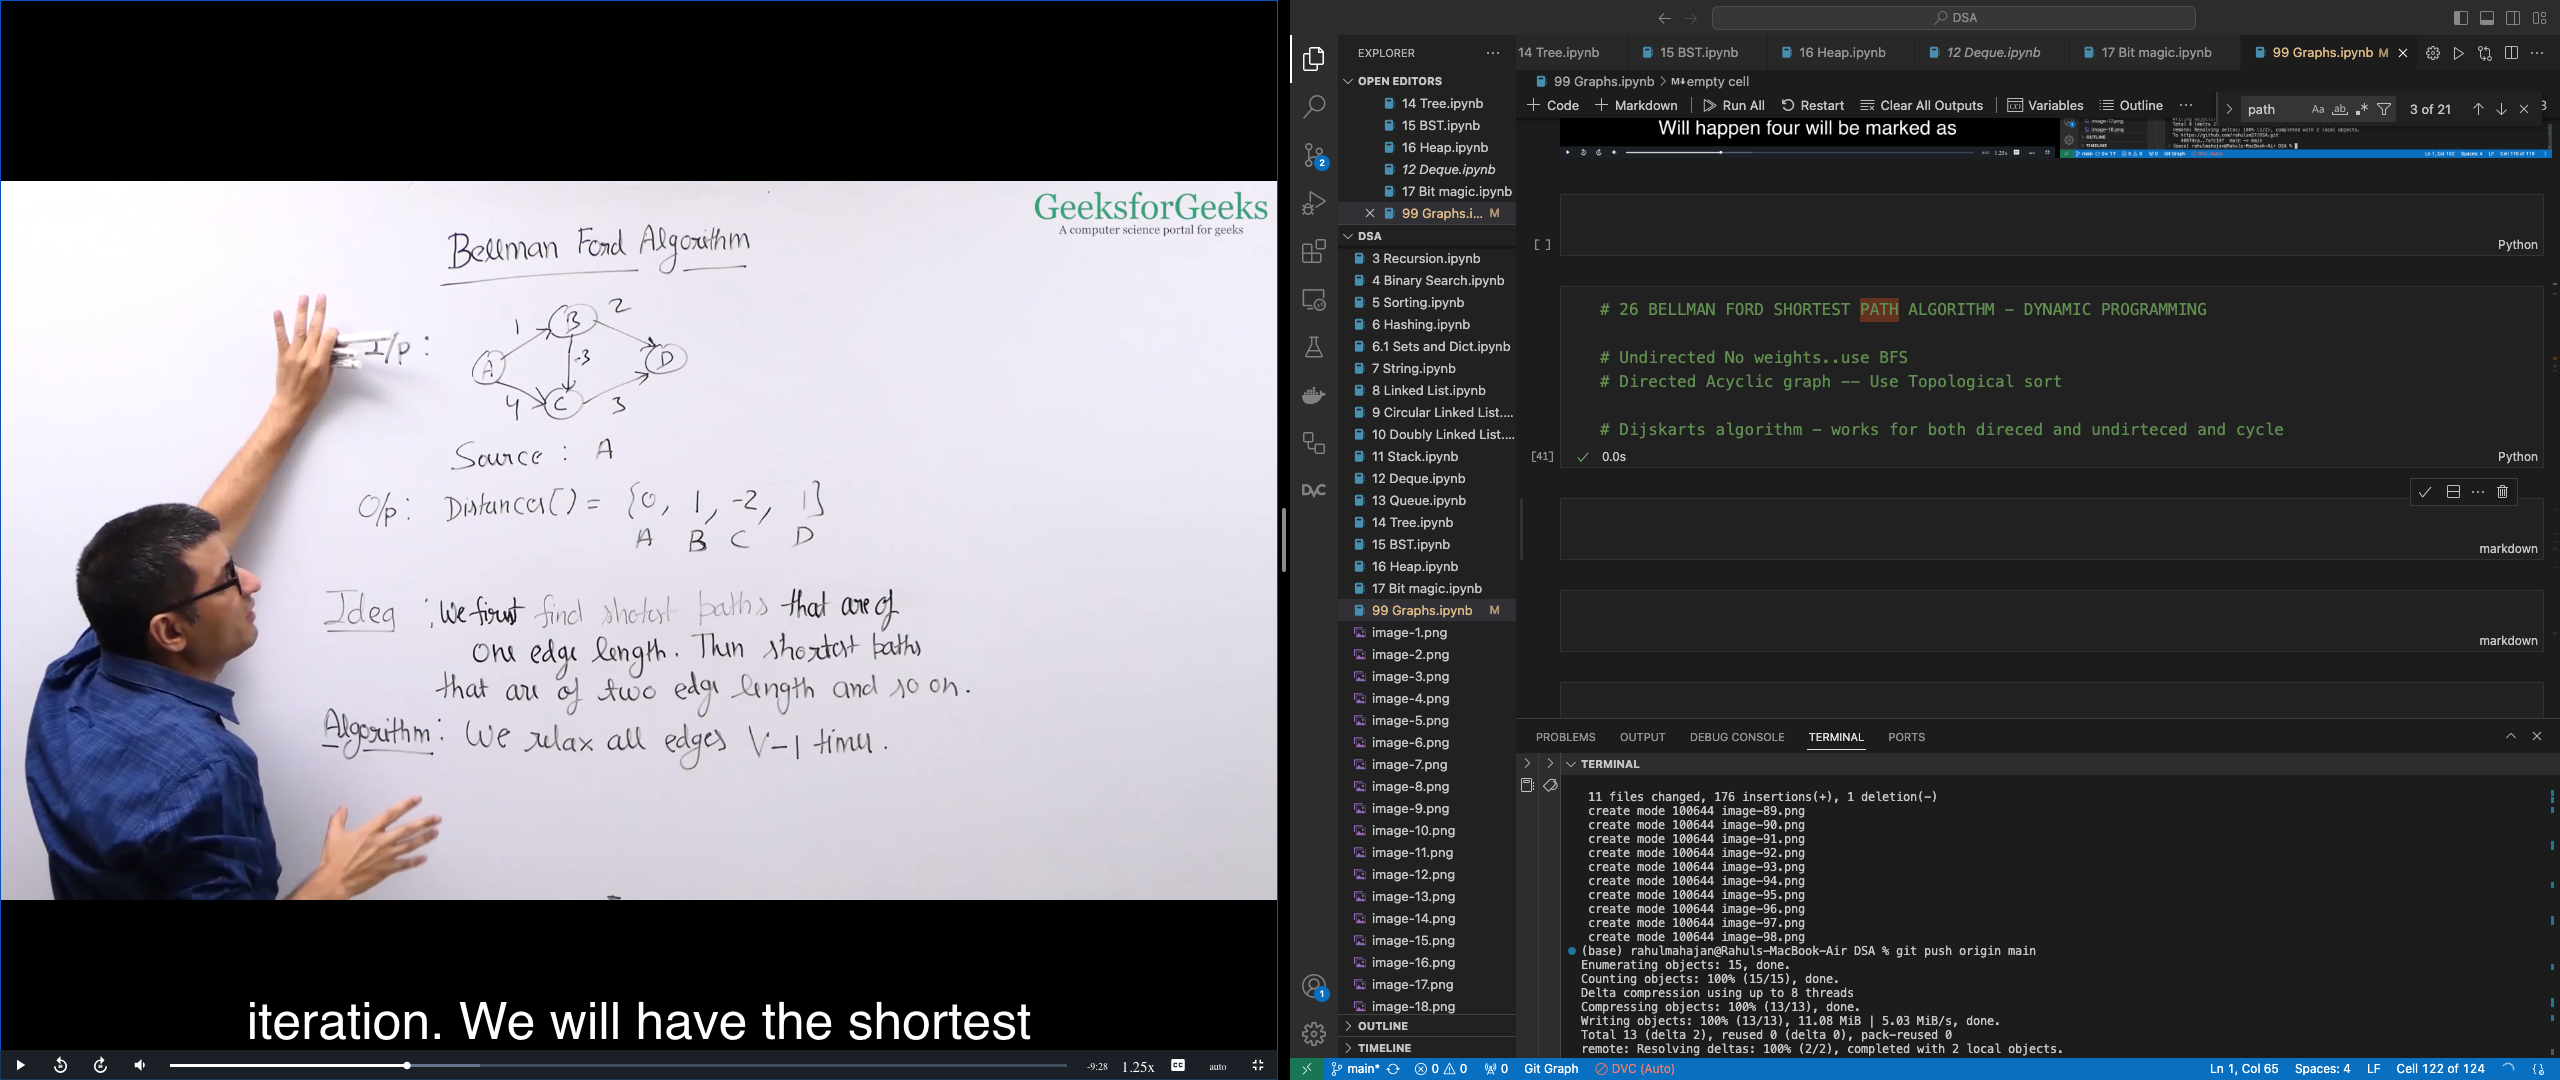 GeeksforGeeks
A computer science portal for geeks
Bellman Ford Algorithm
I/p :
1
B
2
A
-3
D
4
C
3
Source : A
O/p : Distances[] = {0, 1, -2, 1}
A B C D
Idea : We first find shotest paths that are of
one edge length. Then shortest paths
that are of two edge length and so on.
Algorithm : We relax all edges V-1 times.
iteration. We will have the shortest
-9:28
1.25x
auto
DSA
EXPLORER
OPEN EDITORS
14 Tree.ipynb
15 BST.ipynb
16 Heap.ipynb
12 Deque.ipynb
17 Bit magic.ipynb
99 Graphs.i... M
DSA
3 Recursion.ipynb
4 Binary Search.ipynb
5 Sorting.ipynb
6 Hashing.ipynb
6.1 Sets and Dict.ipynb
7 String.ipynb
8 Linked List.ipynb
9 Circular Linked List....
10 Doubly Linked List....
11 Stack.ipynb
12 Deque.ipynb
13 Queue.ipynb
14 Tree.ipynb
15 BST.ipynb
16 Heap.ipynb
17 Bit magic.ipynb
99 Graphs.ipynb M
image-1.png
image-2.png
image-3.png
image-4.png
image-5.png
image-6.png
image-7.png
image-8.png
image-9.png
image-10.png
image-11.png
image-12.png
image-13.png
image-14.png
image-15.png
image-16.png
image-17.png
image-18.png
OUTLINE
TIMELINE
2
DVC
1
14 Tree.ipynb 15 BST.ipynb 16 Heap.ipynb 12 Deque.ipynb 17 Bit magic.ipynb 99 Graphs.ipynb M
99 Graphs.ipynb > M↓empty cell
+ Code + Markdown Run All Restart Clear All Outputs Variables Outline ...
path Aa ab 3 of 21
Will happen four will be marked as
[ ]
Python
# 26 BELLMAN FORD SHORTEST PATH ALGORITHM – DYNAMIC PROGRAMMING
# Undirected No weights..use BFS
# Directed Acyclic graph -- Use Topological sort
# Dijskarts algorithm – works for both direced and undirteced and cycle
[41] 0.0s Python
markdown
markdown
PROBLEMS OUTPUT DEBUG CONSOLE TERMINAL PORTS
TERMINAL
11 files changed, 176 insertions(+), 1 deletion(-)
create mode 100644 image-89.png
create mode 100644 image-90.png
create mode 100644 image-91.png
create mode 100644 image-92.png
create mode 100644 image-93.png
create mode 100644 image-94.png
create mode 100644 image-95.png
create mode 100644 image-96.png
create mode 100644 image-97.png
create mode 100644 image-98.png
(base) rahulmahajan@Rahuls-MacBook-Air DSA % git push origin main
Enumerating objects: 15, done.
Counting objects: 100% (15/15), done.
Delta compression using up to 8 threads
Compressing objects: 100% (13/13), done.
Writing objects: 100% (13/13), 11.08 MiB | 5.03 MiB/s, done.
Total 13 (delta 2), reused 0 (delta 0), pack-reused 0
remote: Resolving deltas: 100% (2/2), completed with 2 local objects.
main* 0 0 0 Git Graph DVC (Auto) Ln 1, Col 65 Spaces: 4 LF Cell 122 of 124